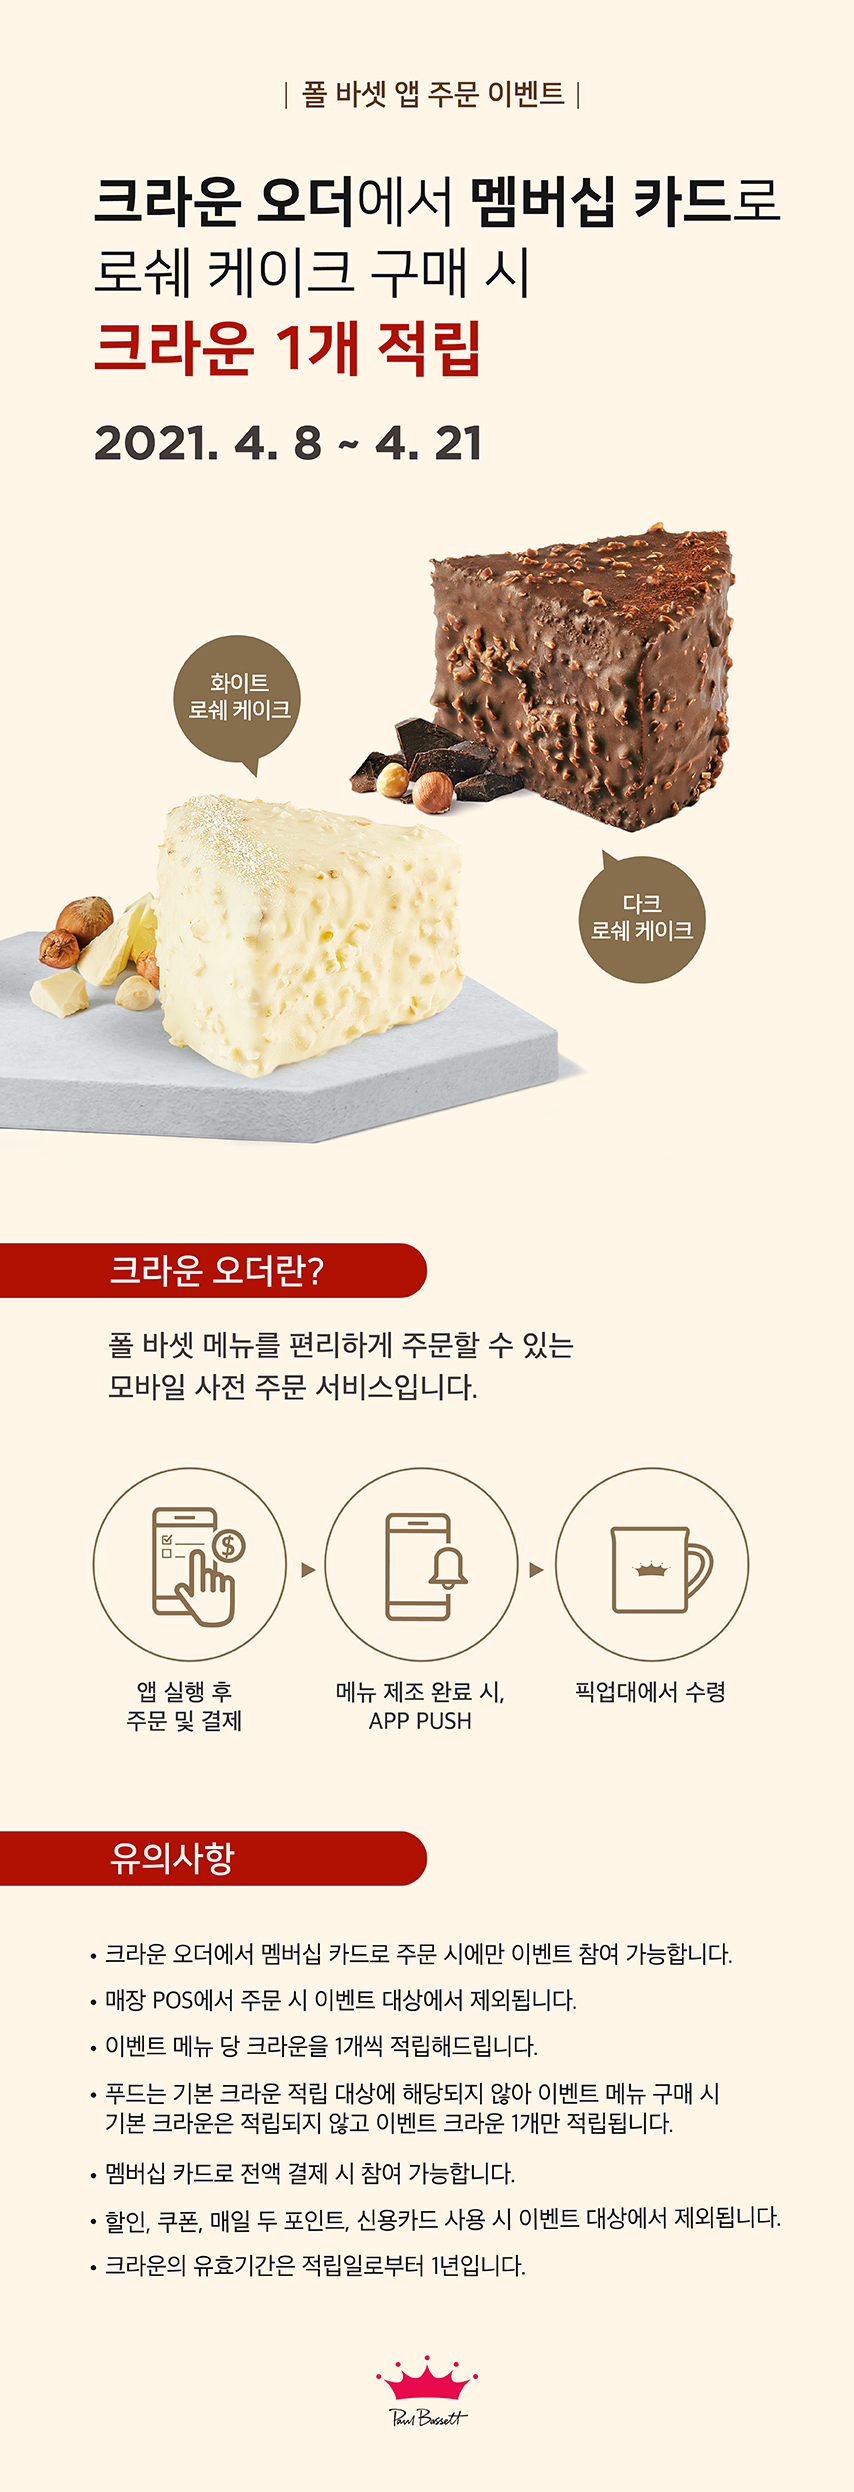 | 폴 바셋 앱 주문 이벤트 |
크라운 오더에서 멤버십 카드로
로쉐 케이크 구매 시
크라운 1개 적립
2021. 4. 8 ~ 4. 21
화이트
로쉐 케이크
다크
로쉐 케이크
크라운 오더란?
폴 바셋 메뉴를 편리하게 주문할 수 있는
모바일 사전 주문 서비스입니다.
$
앱 실행 후
주문 및 결제
메뉴 제조 완료 시,
APP PUSH
픽업대에서 수령
유의사항
• 크라운 오더에서 멤버십 카드로 주문 시에만 이벤트 참여 가능합니다.
• 매장 POS에서 주문 시 이벤트 대상에서 제외됩니다.
• 이벤트 메뉴 당 크라운을 1개씩 적립해드립니다.
• 푸드는 기본 크라운 적립 대상에 해당되지 않아 이벤트 메뉴 구매 시
기본 크라운은 적립되지 않고 이벤트 크라운 1개만 적립됩니다.
• 멤버십 카드로 전액 결제 시 참여 가능합니다.
• 할인, 쿠폰, 매일 두 포인트, 신용카드 사용 시 이벤트 대상에서 제외됩니다.
• 크라운의 유효기간은 적립일로부터 1년입니다.
Paul Bassett